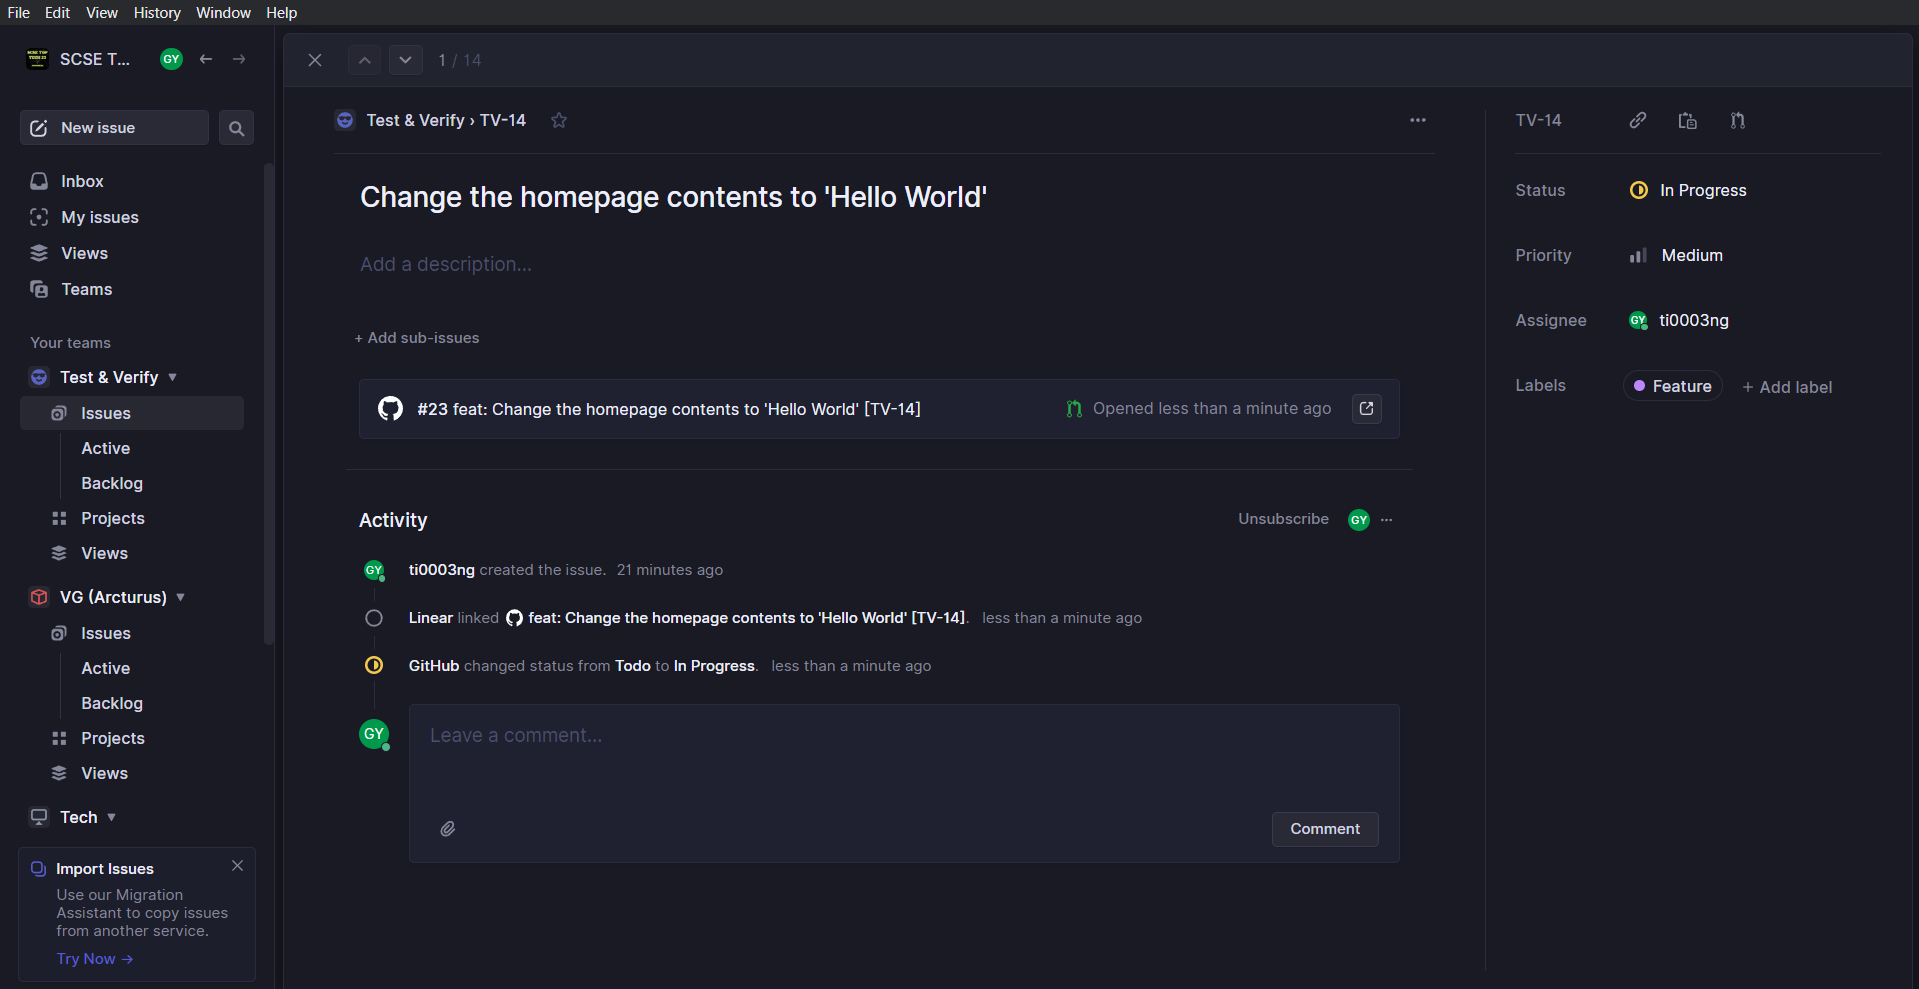 File Edit View History Window Help
SCSE T... GY
New issue
Inbox
My issues
Views
Teams
Your teams
Test & Verify
Issues
Active
Backlog
Projects
Views
VG (Arcturus)
Issues
Active
Backlog
Projects
Views
Tech
Import Issues
Use our Migration
Assistant to copy issues
from another service.
Try Now →
1 / 14
Test & Verify › TV-14
Change the homepage contents to 'Hello World'
Add a description...
+ Add sub-issues
#23 feat: Change the homepage contents to 'Hello World' [TV-14] Opened less than a minute ago
Activity Unsubscribe GY
GY ti0003ng created the issue. 21 minutes ago
Linear linked feat: Change the homepage contents to 'Hello World' [TV-14]. less than a minute ago
GitHub changed status from Todo to In Progress. less than a minute ago
GY Leave a comment...
Comment
TV-14
Status In Progress
Priority Medium
Assignee GY ti0003ng
Labels Feature + Add label